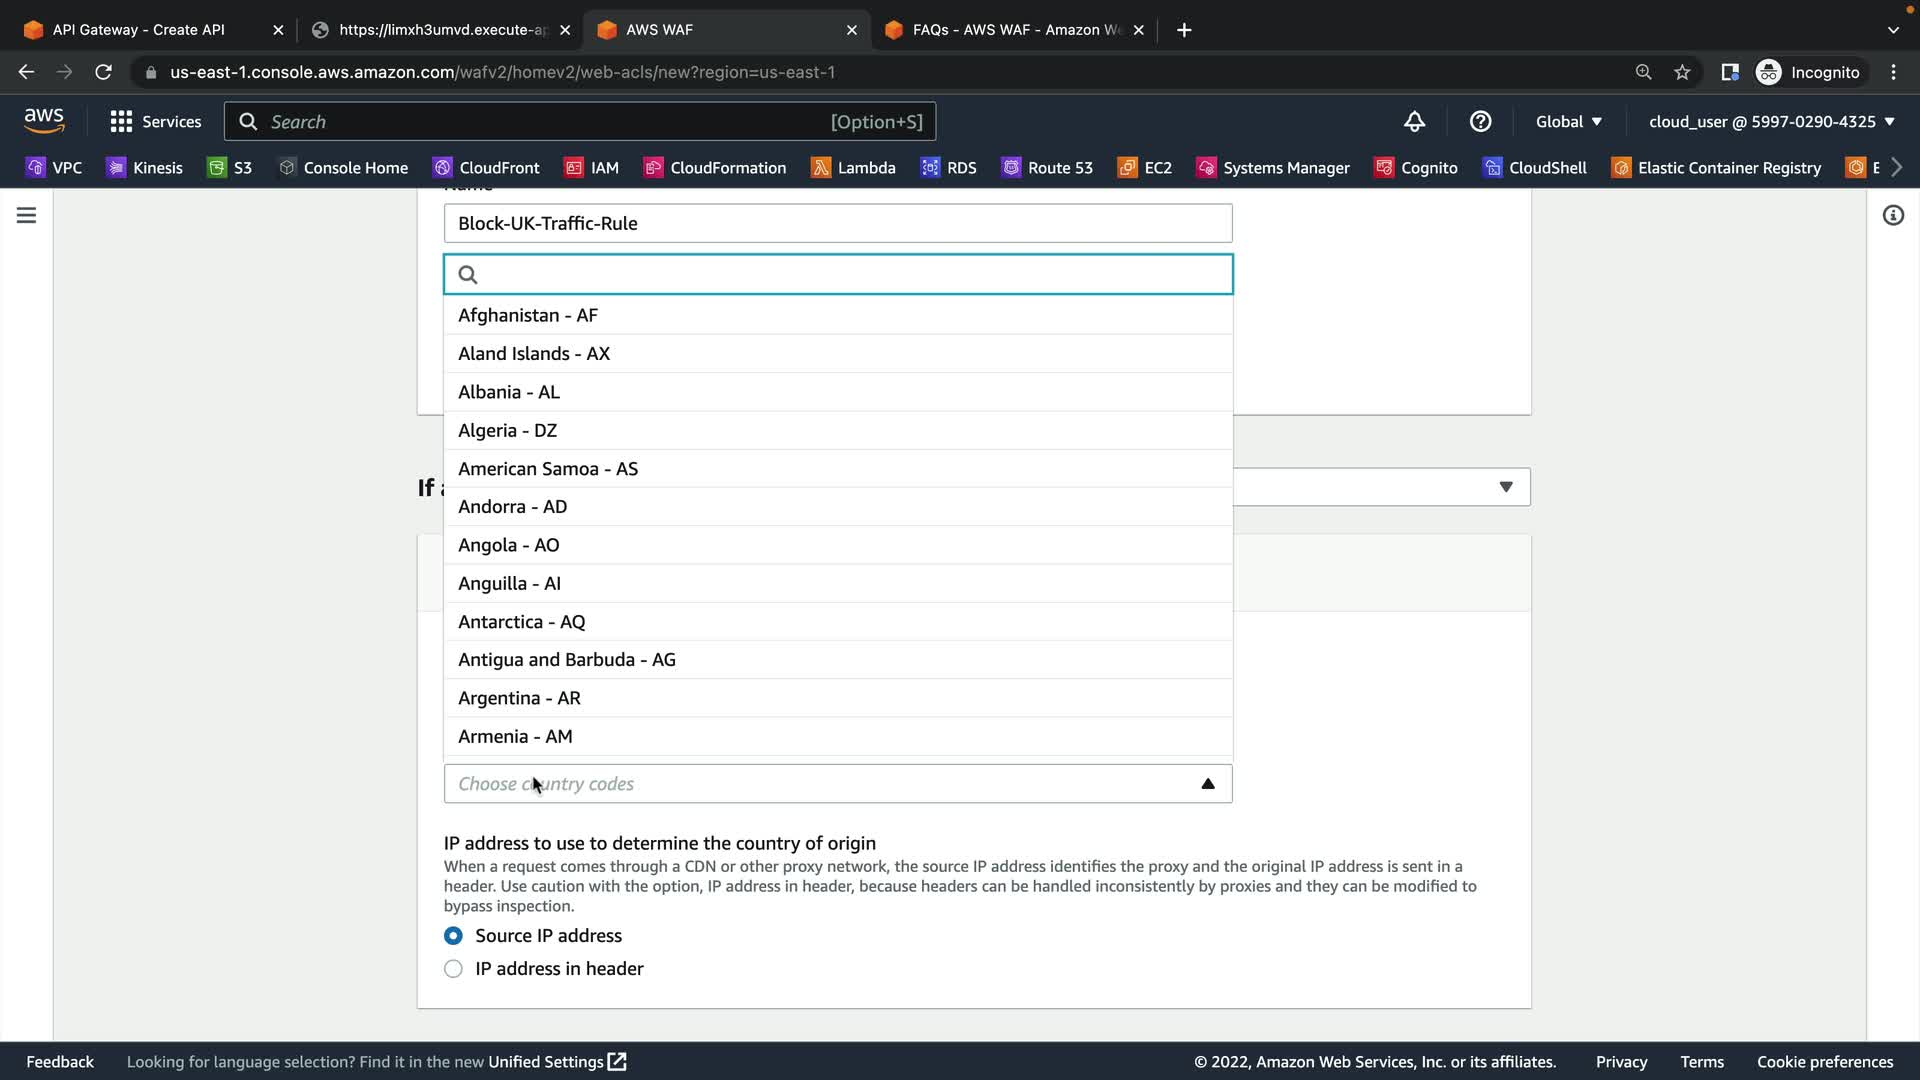 API Gateway - Create API
https://limxh3umvd.execute-ap
AWS WAF
FAQs - AWS WAF - Amazon We
us-east-1.console.aws.amazon.com/wafv2/homev2/web-acls/new?region=us-east-1
Incognito
aws
Services
Search
[Option+S]
Global
cloud_user @ 5997-0290-4325
VPC
Kinesis
S3
Console Home
CloudFront
IAM
CloudFormation
Lambda
RDS
Route 53
EC2
Systems Manager
Cognito
CloudShell
Elastic Container Registry
E
Name
Block-UK-Traffic-Rule
Afghanistan - AF
Aland Islands - AX
Albania - AL
Algeria - DZ
American Samoa - AS
If a
Andorra - AD
Angola - AO
Anguilla - AI
Antarctica - AQ
Antigua and Barbuda - AG
Argentina - AR
Armenia - AM
Choose country codes
IP address to use to determine the country of origin
When a request comes through a CDN or other proxy network, the source IP address identifies the proxy and the original IP address is sent in a
header. Use caution with the option, IP address in header, because headers can be handled inconsistently by proxies and they can be modified to
bypass inspection.
Source IP address
IP address in header
Feedback
Looking for language selection? Find it in the new Unified Settings
© 2022, Amazon Web Services, Inc. or its affiliates.
Privacy
Terms
Cookie preferences